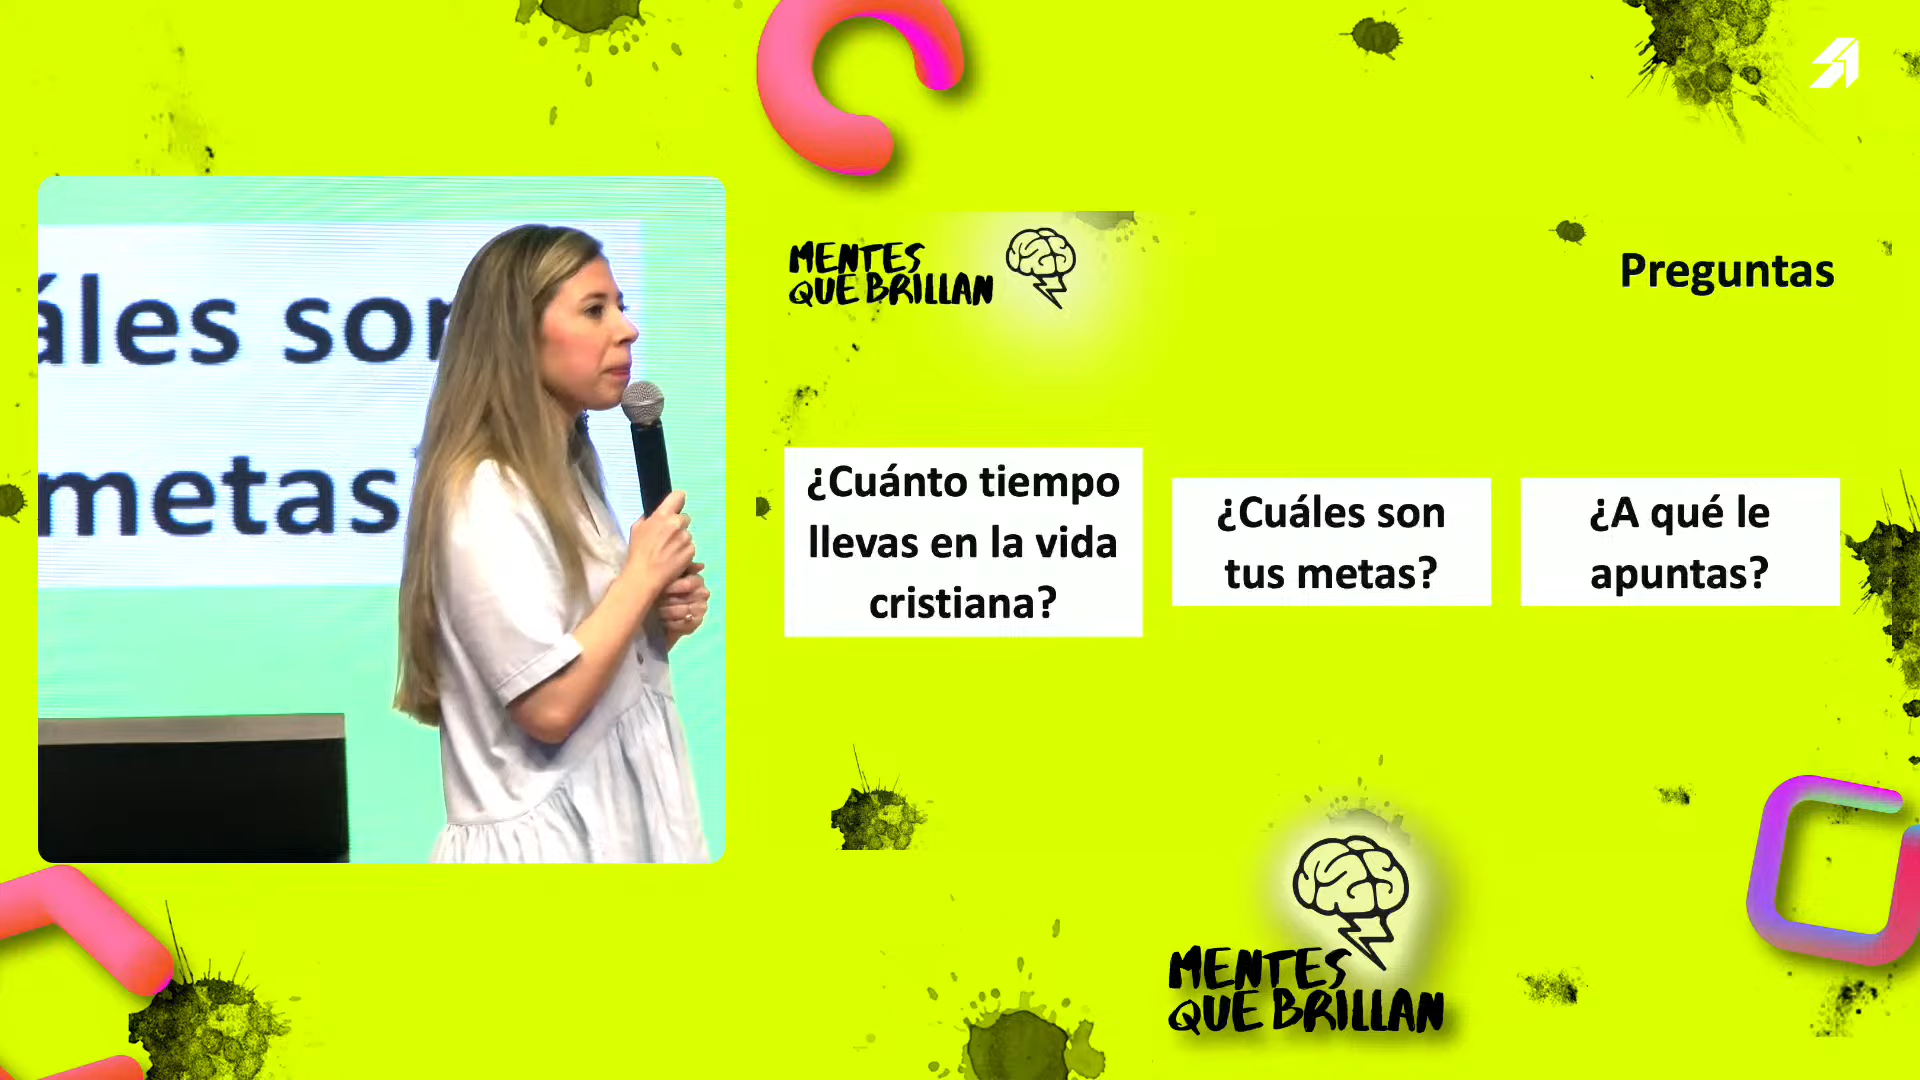 áles son
metas
MENTES
QUE BRILLAN
Preguntas
¿Cuánto tiempo
llevas en la vida
cristiana?
¿Cuáles son
tus metas?
¿A qué le
apuntas?
MENTES
QUE BRILLAN